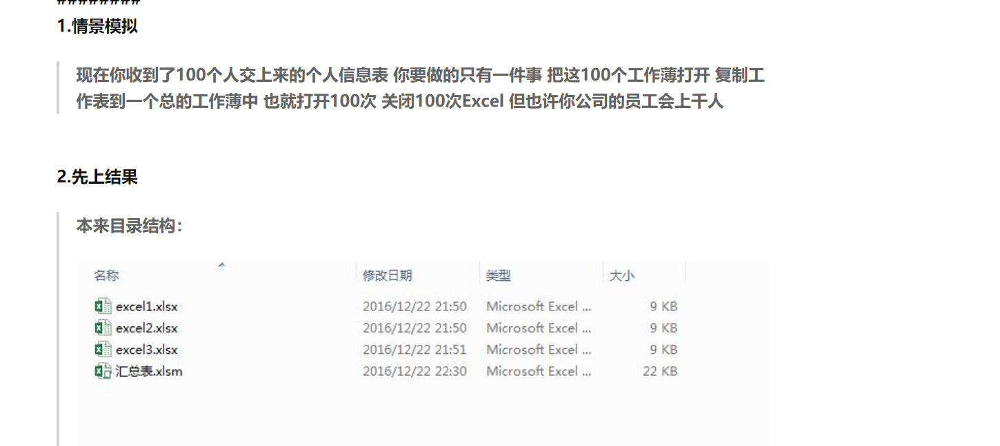 ########
1.情景模拟
现在你收到了100个人交上来的个人信息表 你要做的只有一件事 把这100个工作薄打开 复制工
作表到一个总的工作薄中 也就打开100次 关闭100次Excel 但也许你公司的员工会上千人
2.先上结果
本来目录结构：
名称 修改日期 类型 大小
excel1.xlsx 2016/12/22 21:50 Microsoft Excel ... 9 KB
excel2.xlsx 2016/12/22 21:50 Microsoft Excel ... 9 KB
excel3.xlsx 2016/12/22 21:51 Microsoft Excel ... 9 KB
汇总表.xlsm 2016/12/22 22:30 Microsoft Excel ... 22 KB